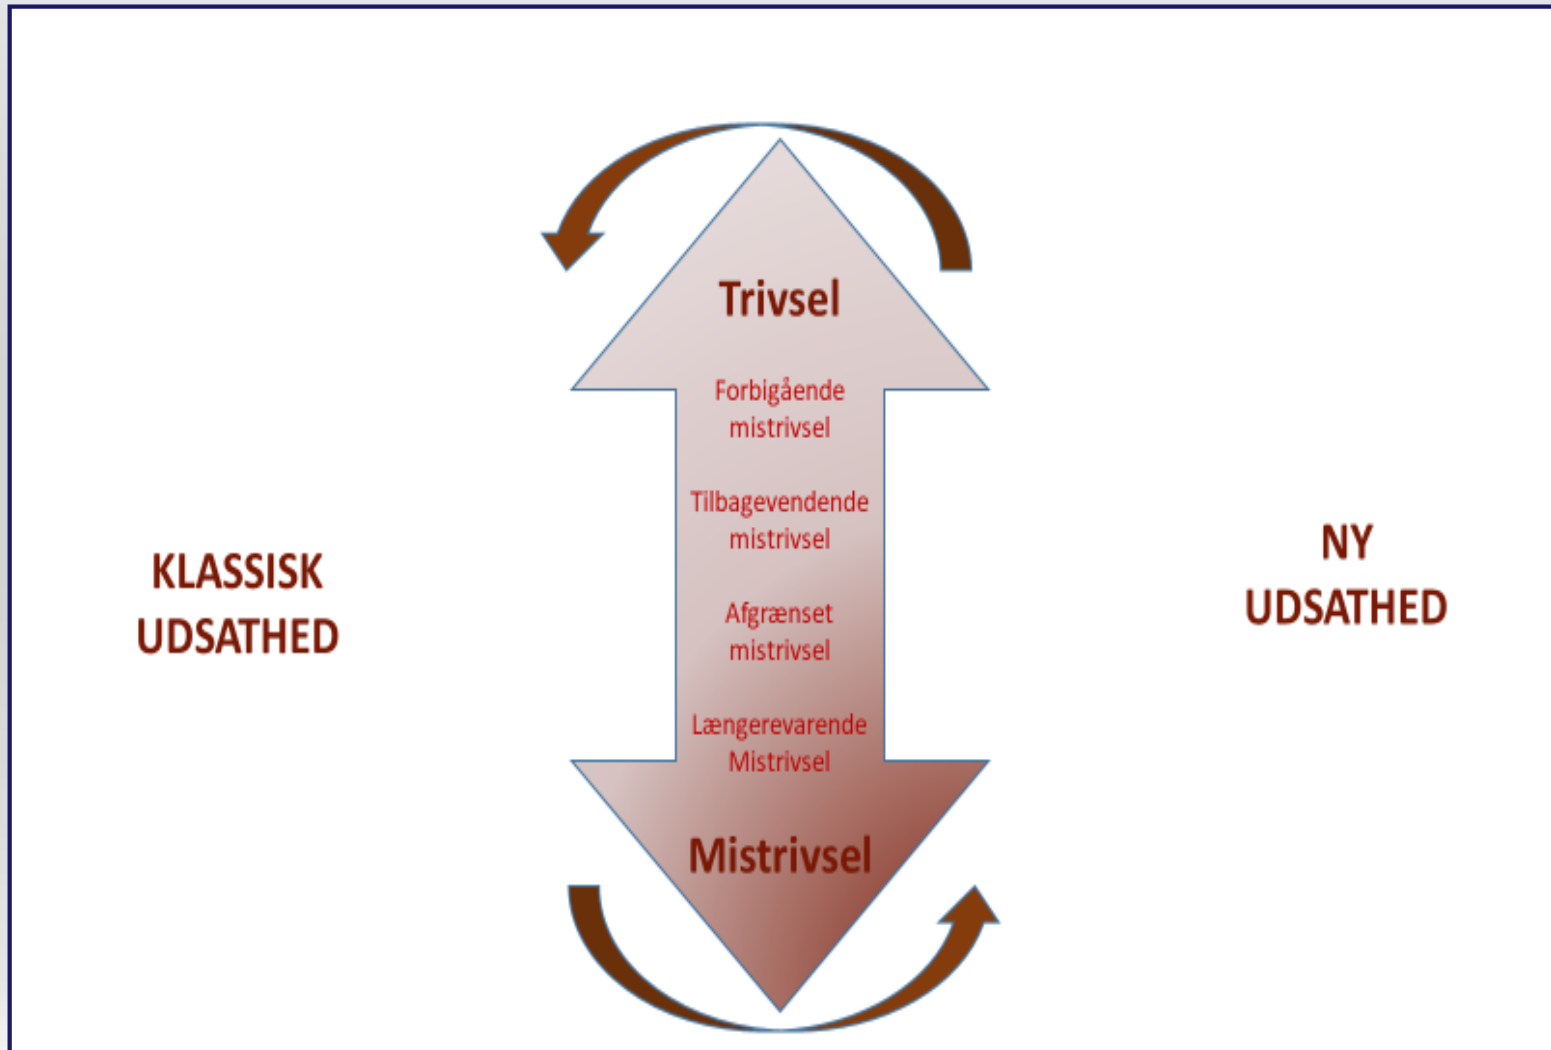 Trivsel
Forbigående
mistrivsel
Tilbagevendende
mistrivsel
Afgrænset
mistrivsel
Længerevarende
Mistrivsel
Mistrivsel
KLASSISK
UDSATHED
NY
UDSATHED